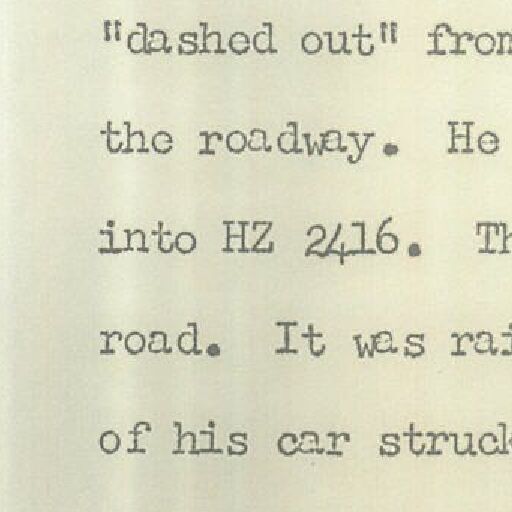 "dashed out" from
the roadway. He
into HZ 2416. Th
road. It was rai
of his car struck